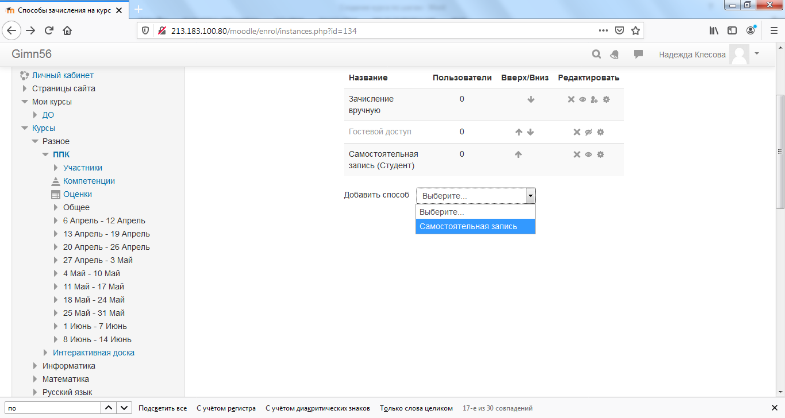 Способы зачисления на курс
213.183.100.80/moodle/enrol/instances.php?id=134
Gimn56
Надежда Клесова
Личный кабинет
Страницы сайта
Мои курсы
ДО
Курсы
Разное
ППК
Участники
Компетенции
Оценки
Общее
6 Апрель - 12 Апрель
13 Апрель - 19 Апрель
20 Апрель - 26 Апрель
27 Апрель - 3 Май
4 Май - 10 Май
11 Май - 17 Май
18 Май - 24 Май
25 Май - 31 Май
1 Июнь - 7 Июнь
8 Июнь - 14 Июнь
Интерактивная доска
Информатика
Математика
Русский язык
Название Пользователи Вверх/Вниз Редактировать
Зачисление 0
вручную
Гостевой доступ 0
Самостоятельная 0
запись (Студент)
Добавить способ Выберите...
Выберите...
Самостоятельная запись
по Подсветить все С учётом регистра С учётом диакритических знаков Только слова целиком 17-е из 30 совпадений